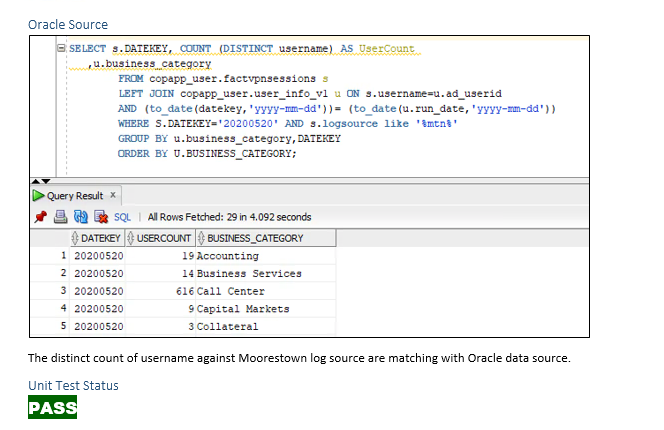 Oracle Source
SELECT s.DATEKEY, COUNT (DISTINCT username) AS UserCount
,u.business_category
FROM copapp_user.factvpnsessions s
LEFT JOIN copapp_user.user_info_v1 u ON s.username=u.ad_userid
AND (to_date(datekey,'yyyy-mm-dd'))= (to_date(u.run_date,'yyyy-mm-dd'))
WHERE S.DATEKEY='20200520' AND s.logsource like '%mtn%'
GROUP BY u.business_category,DATEKEY
ORDER BY U.BUSINESS_CATEGORY;
Query Result x
SQL | All Rows Fetched: 29 in 4.092 seconds
DATEKEY USERCOUNT BUSINESS_CATEGORY
1 20200520 19 Accounting
2 20200520 14 Business Services
3 20200520 616 Call Center
4 20200520 9 Capital Markets
5 20200520 3 Collateral
The distinct count of username against Moorestown log source are matching with Oracle data source.
Unit Test Status
PASS